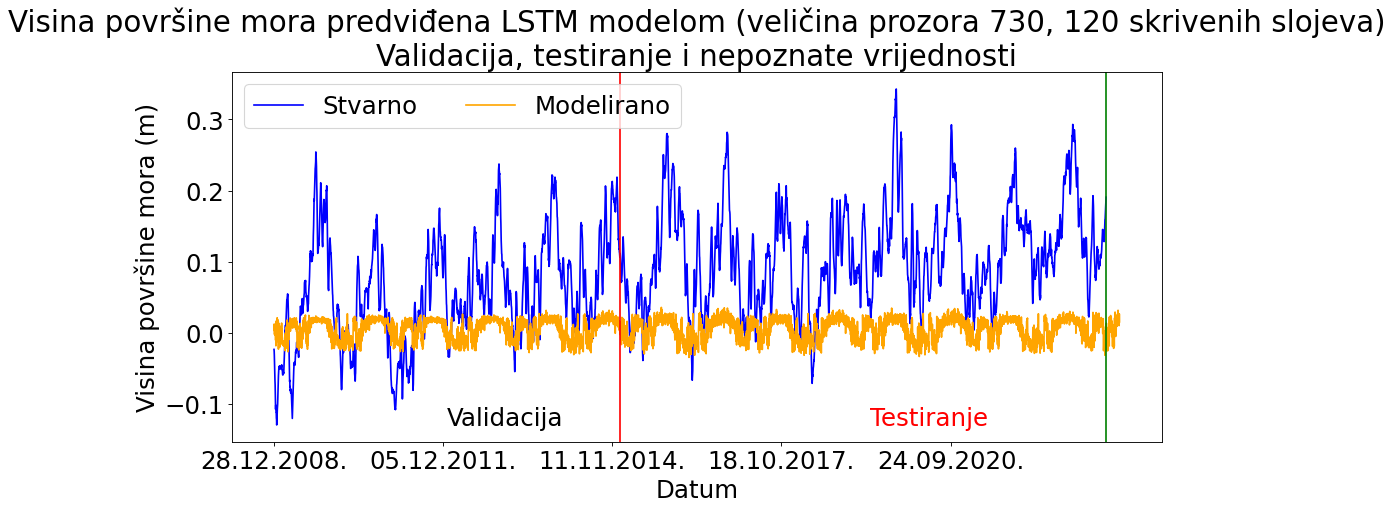 Visina površine mora predviđena LSTM modelom (veličina prozora 730, 120 skrivenih slojeva)
Validacija, testiranje i nepoznate vrijednosti
Stvarno
Modelirano
Visina površine mora (m)
0.3
0.2
0.1
0.0
−0.1
Validacija
Testiranje
28.12.2008.
05.12.2011.
11.11.2014.
18.10.2017.
24.09.2020.
Datum